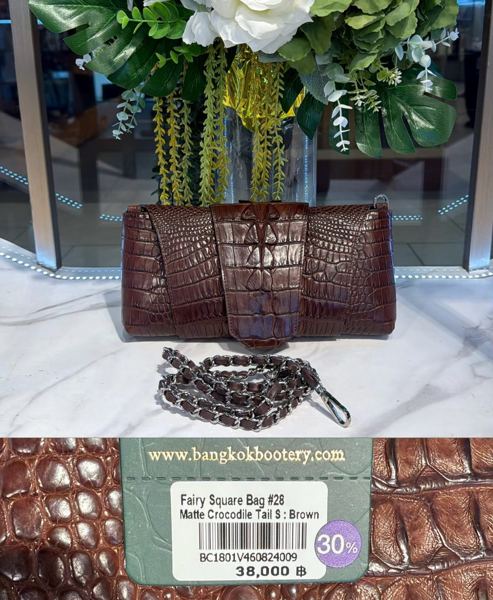 www.bangkokbootery.com
Fairy Square Bag #28
Matte Crocodile Tail S : Brown
BC1801V460824009
38,000 ฿
30%